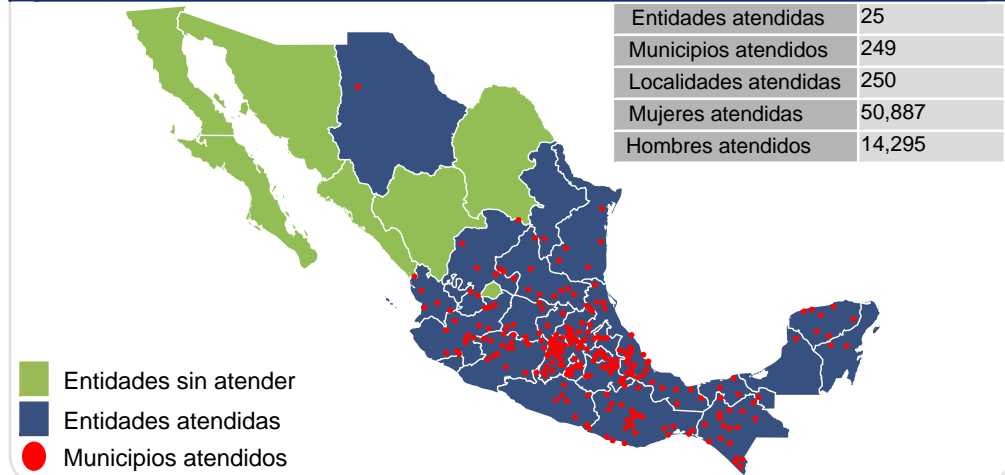 Entidades atendidas 25
Municipios atendidos 249
Localidades atendidas 250
Mujeres atendidas 50,887
Hombres atendidos 14,295
Entidades sin atender
Entidades atendidas
Municipios atendidos